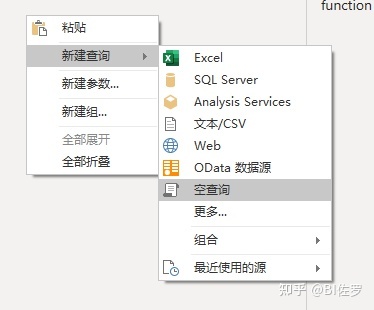 function
粘贴
新建查询
新建参数...
新建组...
全部展开
全部折叠
Excel
SQL Server
Analysis Services
文本/CSV
Web
OData 数据源
空查询
更多...
组合
最近使用的源
知乎 @BI佐罗